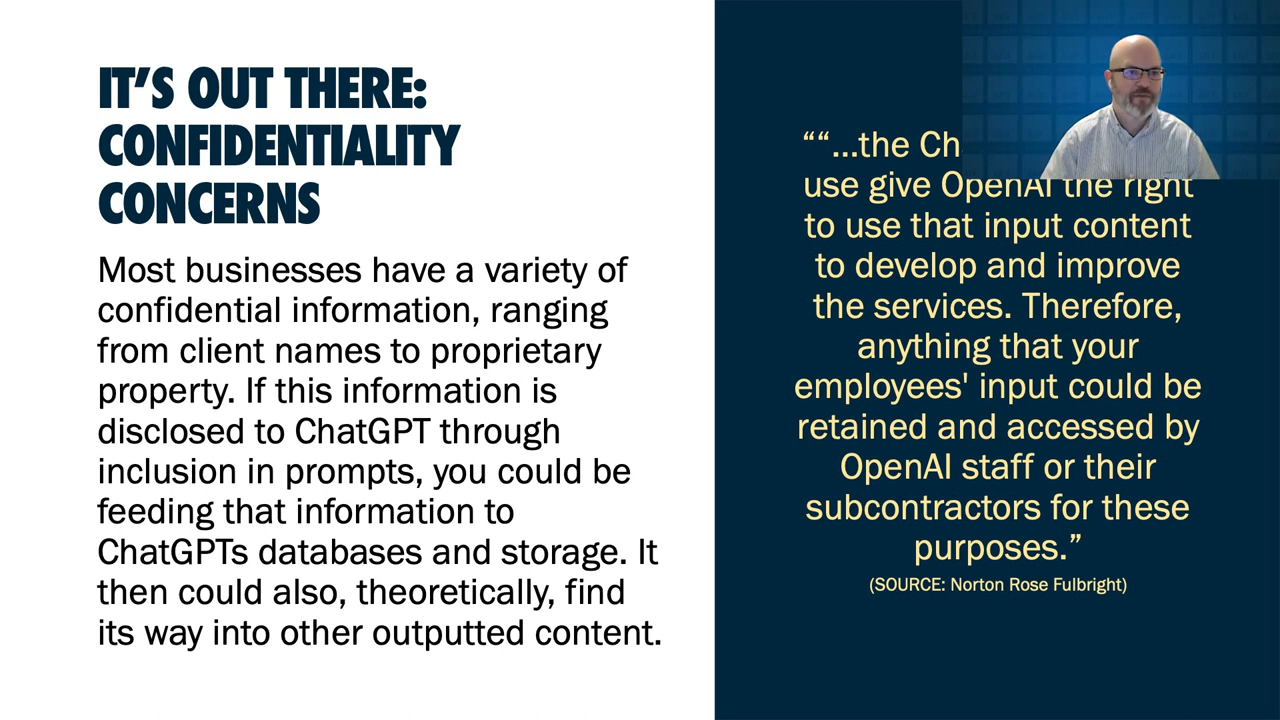 IT’S OUT THERE:
CONFIDENTIALITY
CONCERNS
Most businesses have a variety of
confidential information, ranging
from client names to proprietary
property. If this information is
disclosed to ChatGPT through
inclusion in prompts, you could be
feeding that information to
ChatGPTs databases and storage. It
then could also, theoretically, find
its way into other outputted content.
““...the Ch
use give OpenAI the right
to use that input content
to develop and improve
the services. Therefore,
anything that your
employees' input could be
retained and accessed by
OpenAI staff or their
subcontractors for these
purposes.”
(SOURCE: Norton Rose Fulbright)